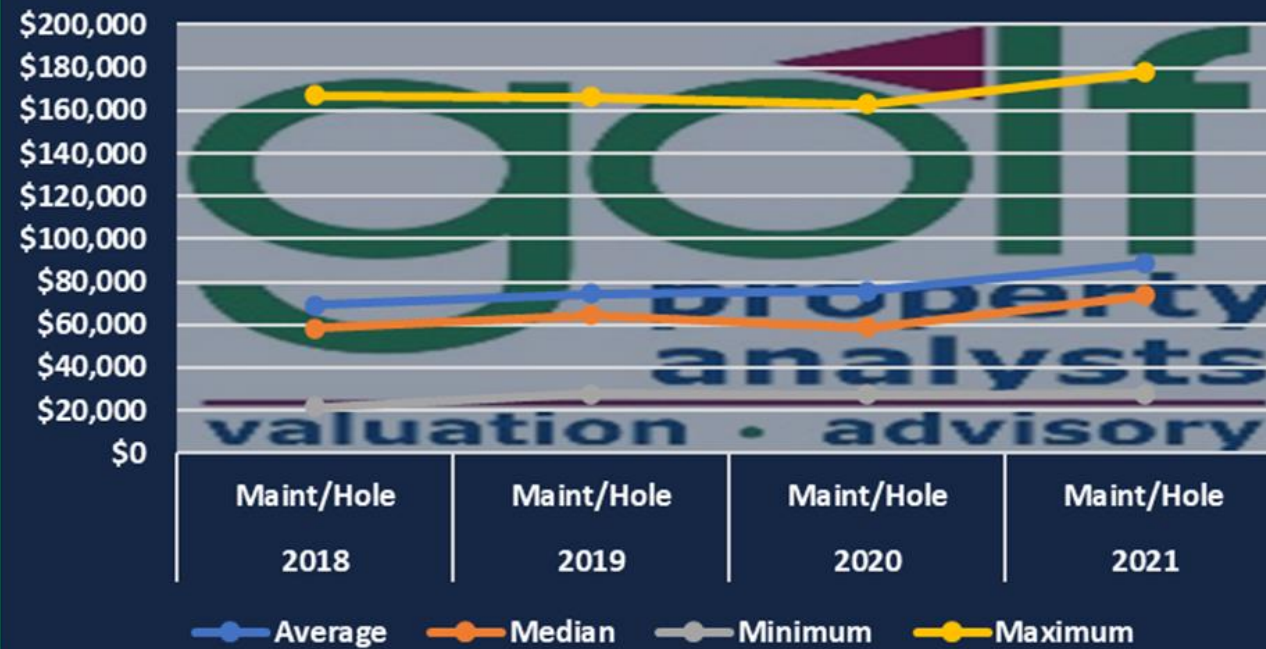 $200,000
$180,000
$160,000
$140,000
$120,000
$100,000
$80,000
$60,000
$40,000
$20,000
$0
golf
property
analysts
valuation • advisory
Maint/Hole Maint/Hole Maint/Hole Maint/Hole
2018 2019 2020 2021
Average Median Minimum Maximum